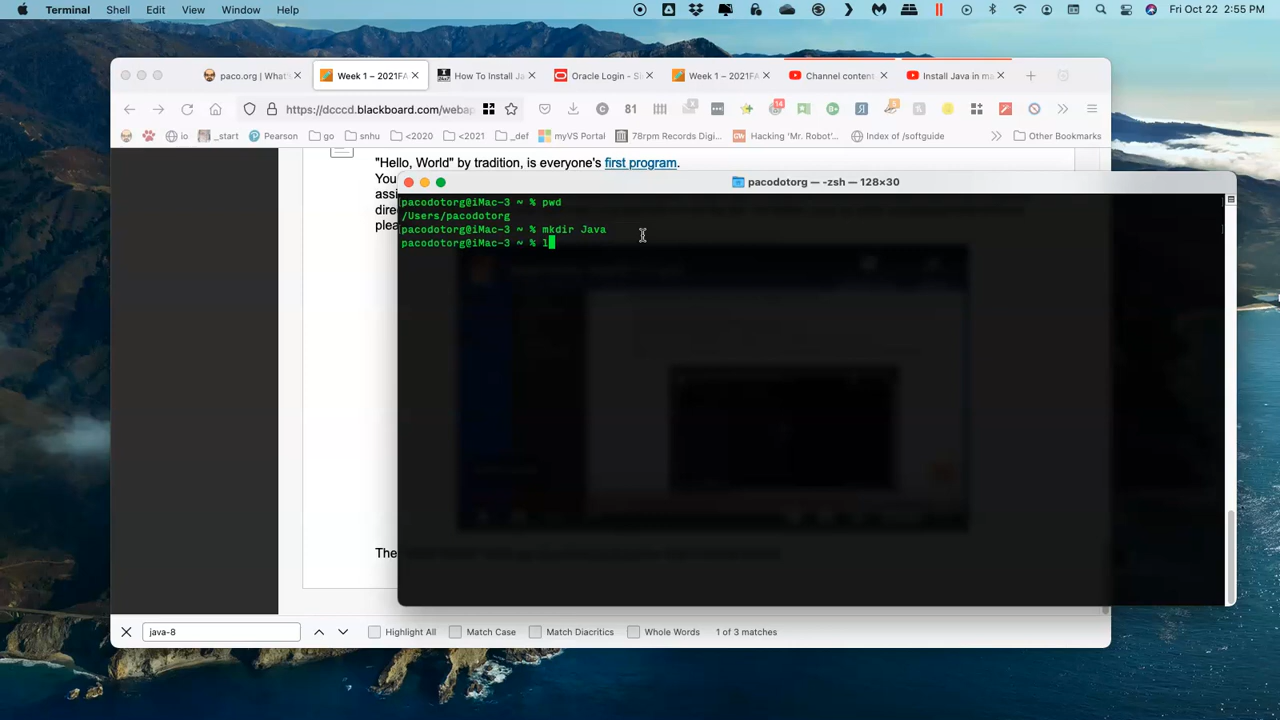 Terminal Shell Edit View Window Help Fri Oct 22 2:55 PM
paco.org | What' Week 1 – 2021FA How To Install Ja Oracle Login - Si Week 1 – 2021FA Channel content Install Java in ma
https://dcccd.blackboard.com/webap 81 14 5
io _start Pearson go snhu <2020 <2021 _def myVS Portal 78rpm Records Digi... Hacking 'Mr. Robot'... Index of /softguide Other Bookmarks
"Hello, World" by tradition, is everyone's first program.
You
assi
dire
plea
pacodotorg — -zsh — 128×30
pacodotorg@iMac-3 ~ % pwd
/Users/pacodotorg
pacodotorg@iMac-3 ~ % mkdir Java
pacodotorg@iMac-3 ~ % l
The
java-8 Highlight All Match Case Match Diacritics Whole Words 1 of 3 matches